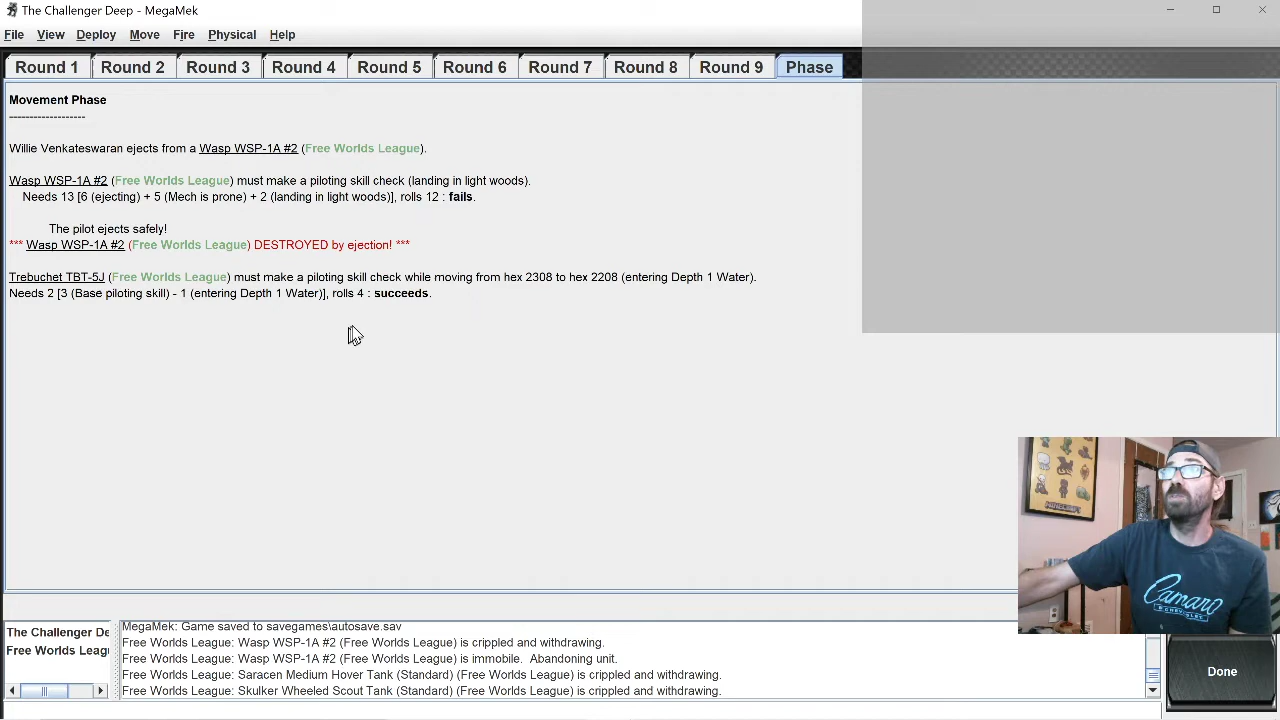 The Challenger Deep - MegaMek
File View Deploy Move Fire Physical Help
Round 1 Round 2 Round 3 Round 4 Round 5 Round 6 Round 7 Round 8 Round 9 Phase
Movement Phase
-------------------
Willie Venkateswaran ejects from a Wasp WSP-1A #2 (Free Worlds League).
Wasp WSP-1A #2 (Free Worlds League) must make a piloting skill check (landing in light woods).
Needs 13 [6 (ejecting) + 5 (Mech is prone) + 2 (landing in light woods)], rolls 12 : fails.
The pilot ejects safely!
*** Wasp WSP-1A #2 (Free Worlds League) DESTROYED by ejection! ***
Trebuchet TBT-5J (Free Worlds League) must make a piloting skill check while moving from hex 2308 to hex 2208 (entering Depth 1 Water).
Needs 2 [3 (Base piloting skill) - 1 (entering Depth 1 Water)], rolls 4 : succeeds.
MINECRAFT
Camaro
BY CHEVROLET
The Challenger De
Free Worlds Leag
MegaMek: Game saved to savegames\autosave.sav
Free Worlds League: Wasp WSP-1A #2 (Free Worlds League) is crippled and withdrawing.
Free Worlds League: Wasp WSP-1A #2 (Free Worlds League) is immobile. Abandoning unit.
Free Worlds League: Saracen Medium Hover Tank (Standard) (Free Worlds League) is crippled and withdrawing.
Free Worlds League: Skulker Wheeled Scout Tank (Standard) (Free Worlds League) is crippled and withdrawing.
Done